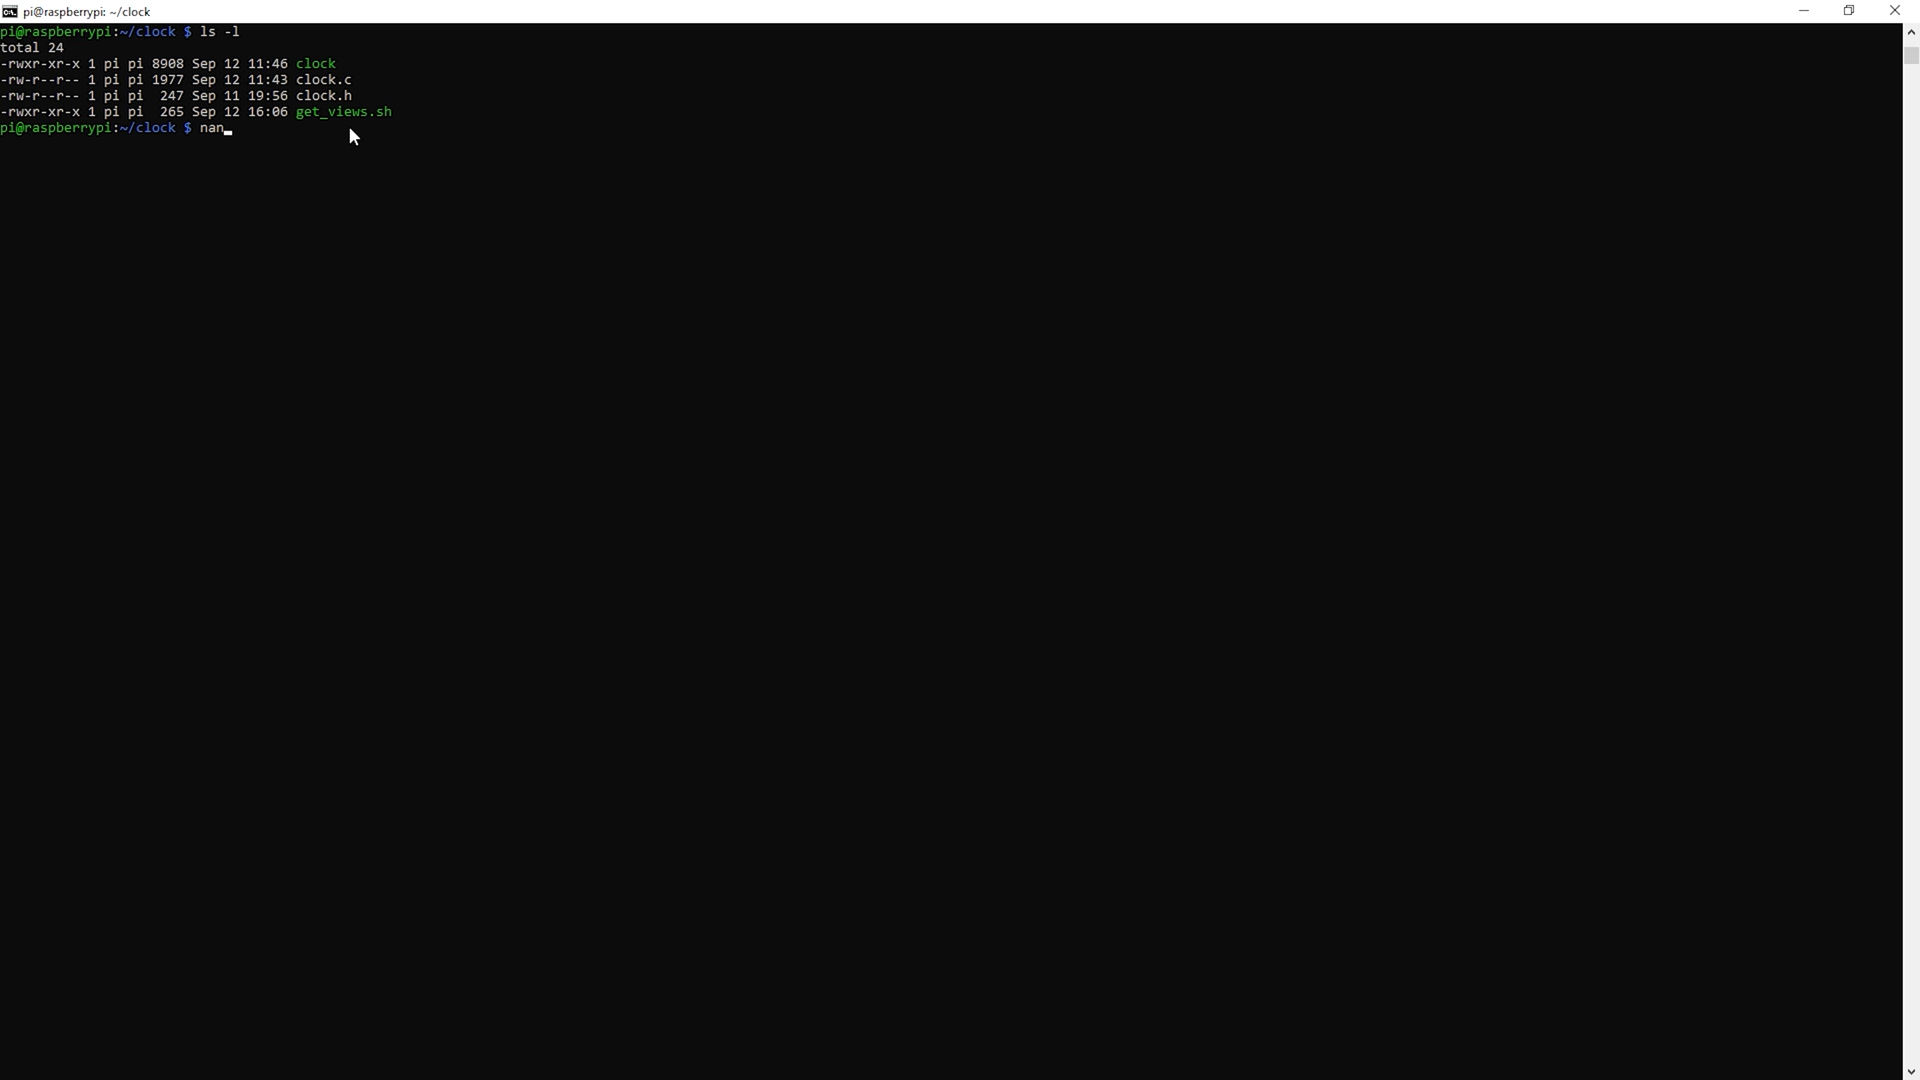 pi@raspberrypi: ~/clock
pi@raspberrypi:~/clock $ ls -l
total 24
-rwxr-xr-x 1 pi pi 8908 Sep 12 11:46 clock
-rw-r--r-- 1 pi pi 1977 Sep 12 11:43 clock.c
-rw-r--r-- 1 pi pi  247 Sep 11 19:56 clock.h
-rwxr-xr-x 1 pi pi  265 Sep 12 16:06 get_views.sh
pi@raspberrypi:~/clock $ nan